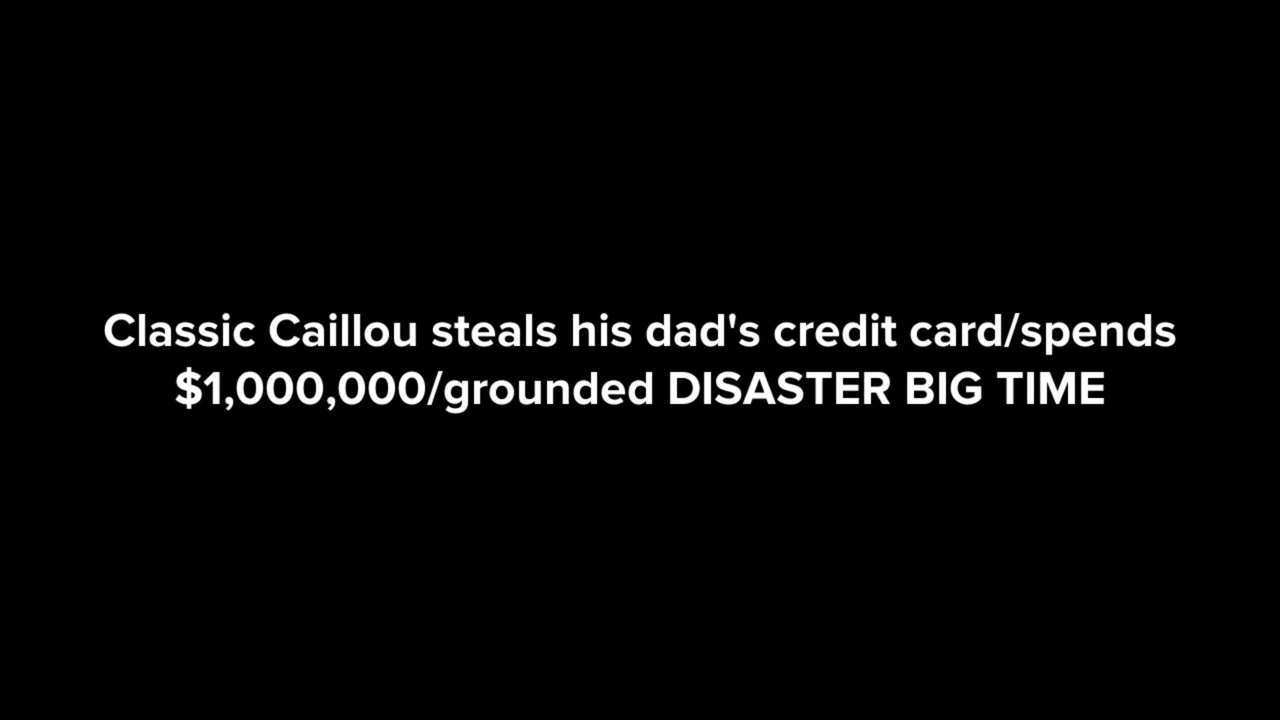 Classic Caillou steals his dad's credit card/spends
$1,000,000/grounded DISASTER BIG TIME